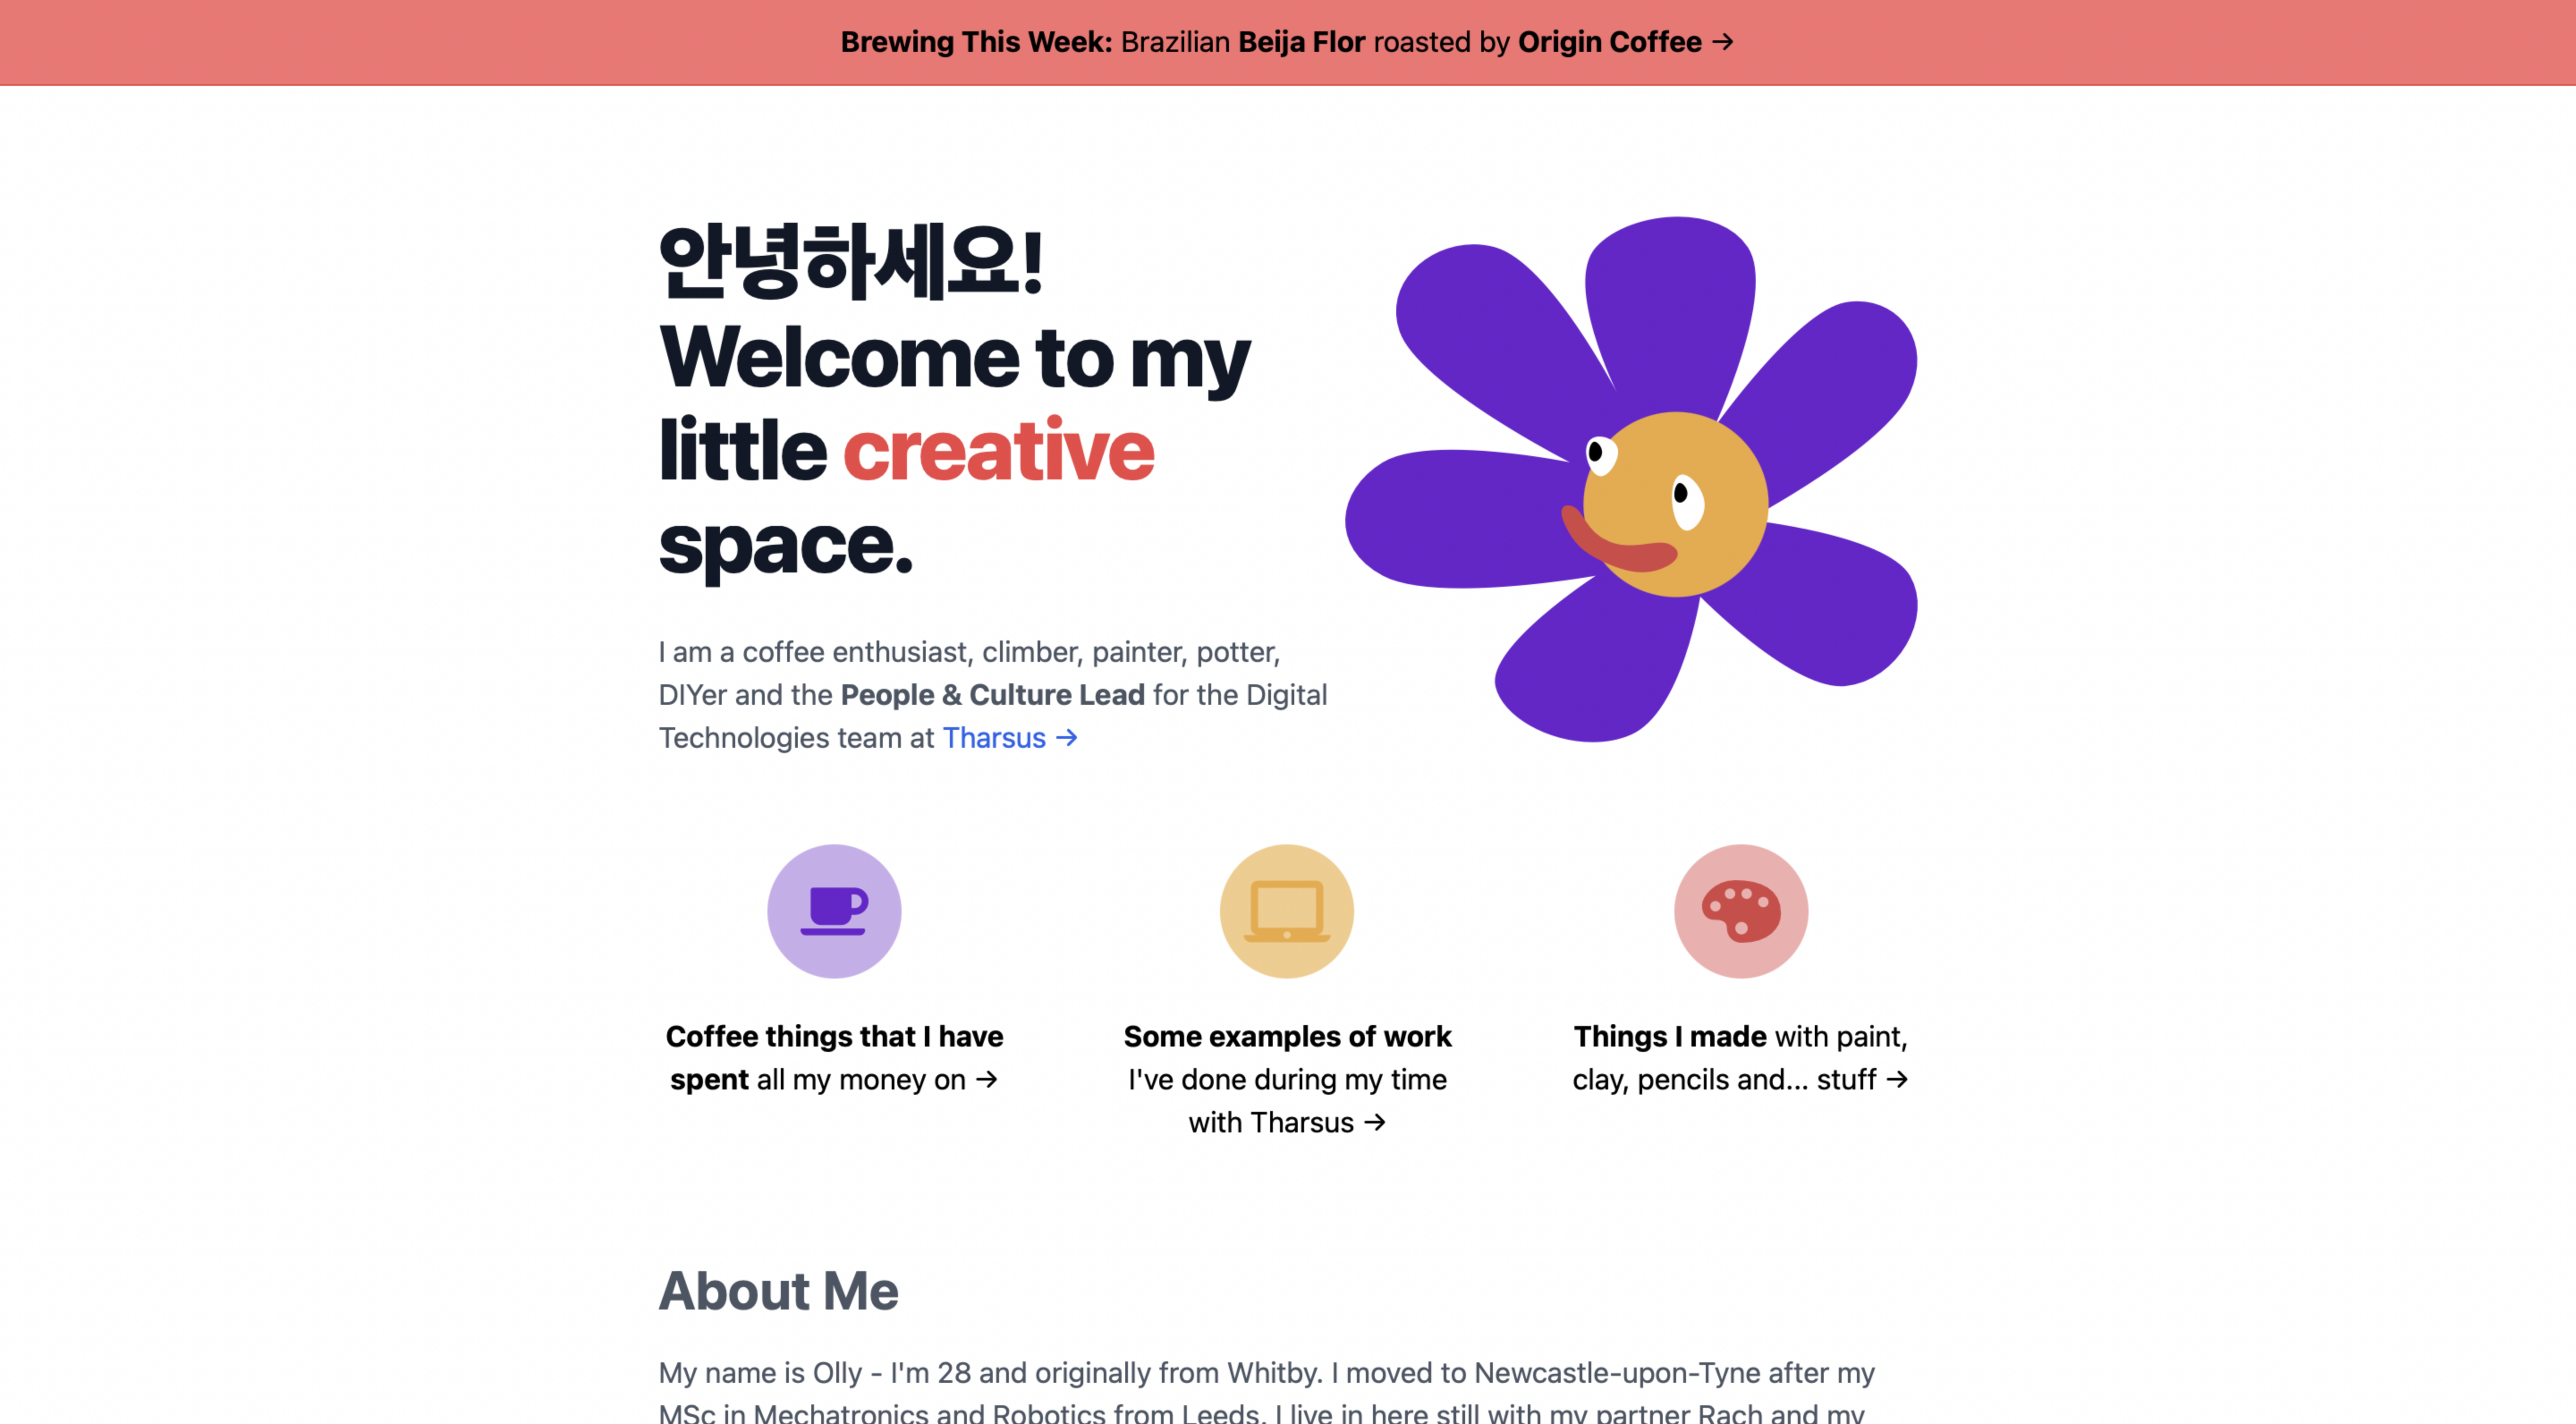 Brewing This Week: Brazilian Beija Flor roasted by Origin Coffee →
안녕하세요!
Welcome to my
little creative
space.
I am a coffee enthusiast, climber, painter, potter,
DIYer and the People & Culture Lead for the Digital
Technologies team at Tharsus →
Coffee things that I have
spent all my money on →
Some examples of work
I've done during my time
with Tharsus →
Things I made with paint,
clay, pencils and... stuff →
About Me
My name is Olly - I'm 28 and originally from Whitby. I moved to Newcastle-upon-Tyne after my
MSc in Mechatronics and Robotics from Leeds. I live in here still with my partner Rach and my